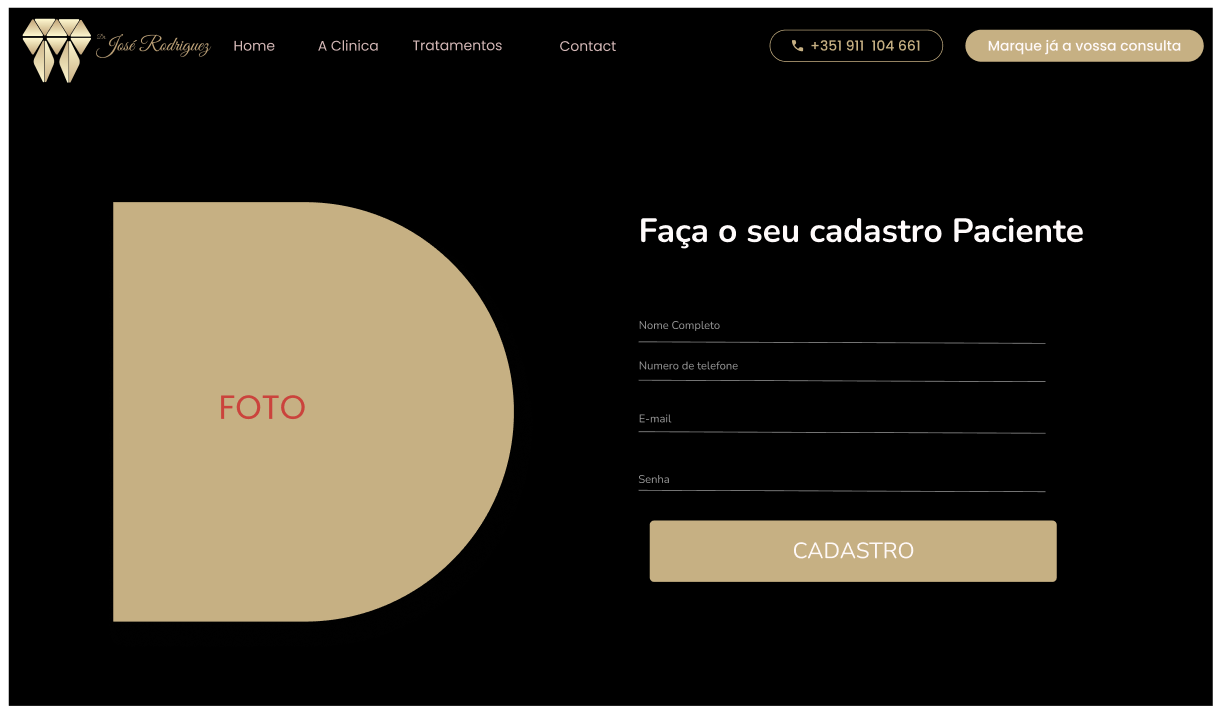 Dr. José Rodriguez
Home
A Clinica
Tratamentos
Contact
+351 911 104 661
Marque já a vossa consulta
FOTO
Faça o seu cadastro Paciente
Nome Completo
Numero de telefone
E-mail
Senha
CADASTRO